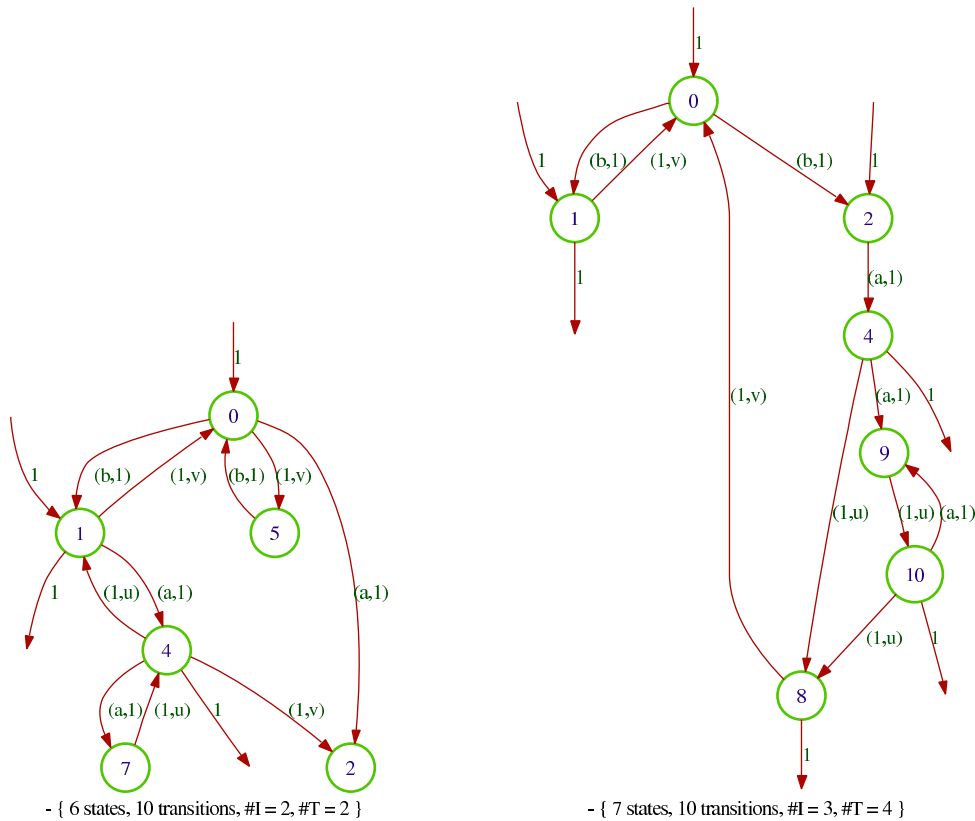 1
0
1
(b,1)
(1,v)
(b,1)
1
1
2
1
(a,1)
4
1
0
(1,v)
(a,1)
1
9
1
(b,1)
(1,v)
(b,1)
(1,v)
(1,u)
(1,u)
(a,1)
1
5
10
1
(1,u)
(a,1)
(a,1)
(1,u)
1
4
8
(a,1)
(1,u)
1
(1,v)
1
7
2
- { 6 states, 10 transitions, #I = 2, #T = 2 }
- { 7 states, 10 transitions, #I = 3, #T = 4 }